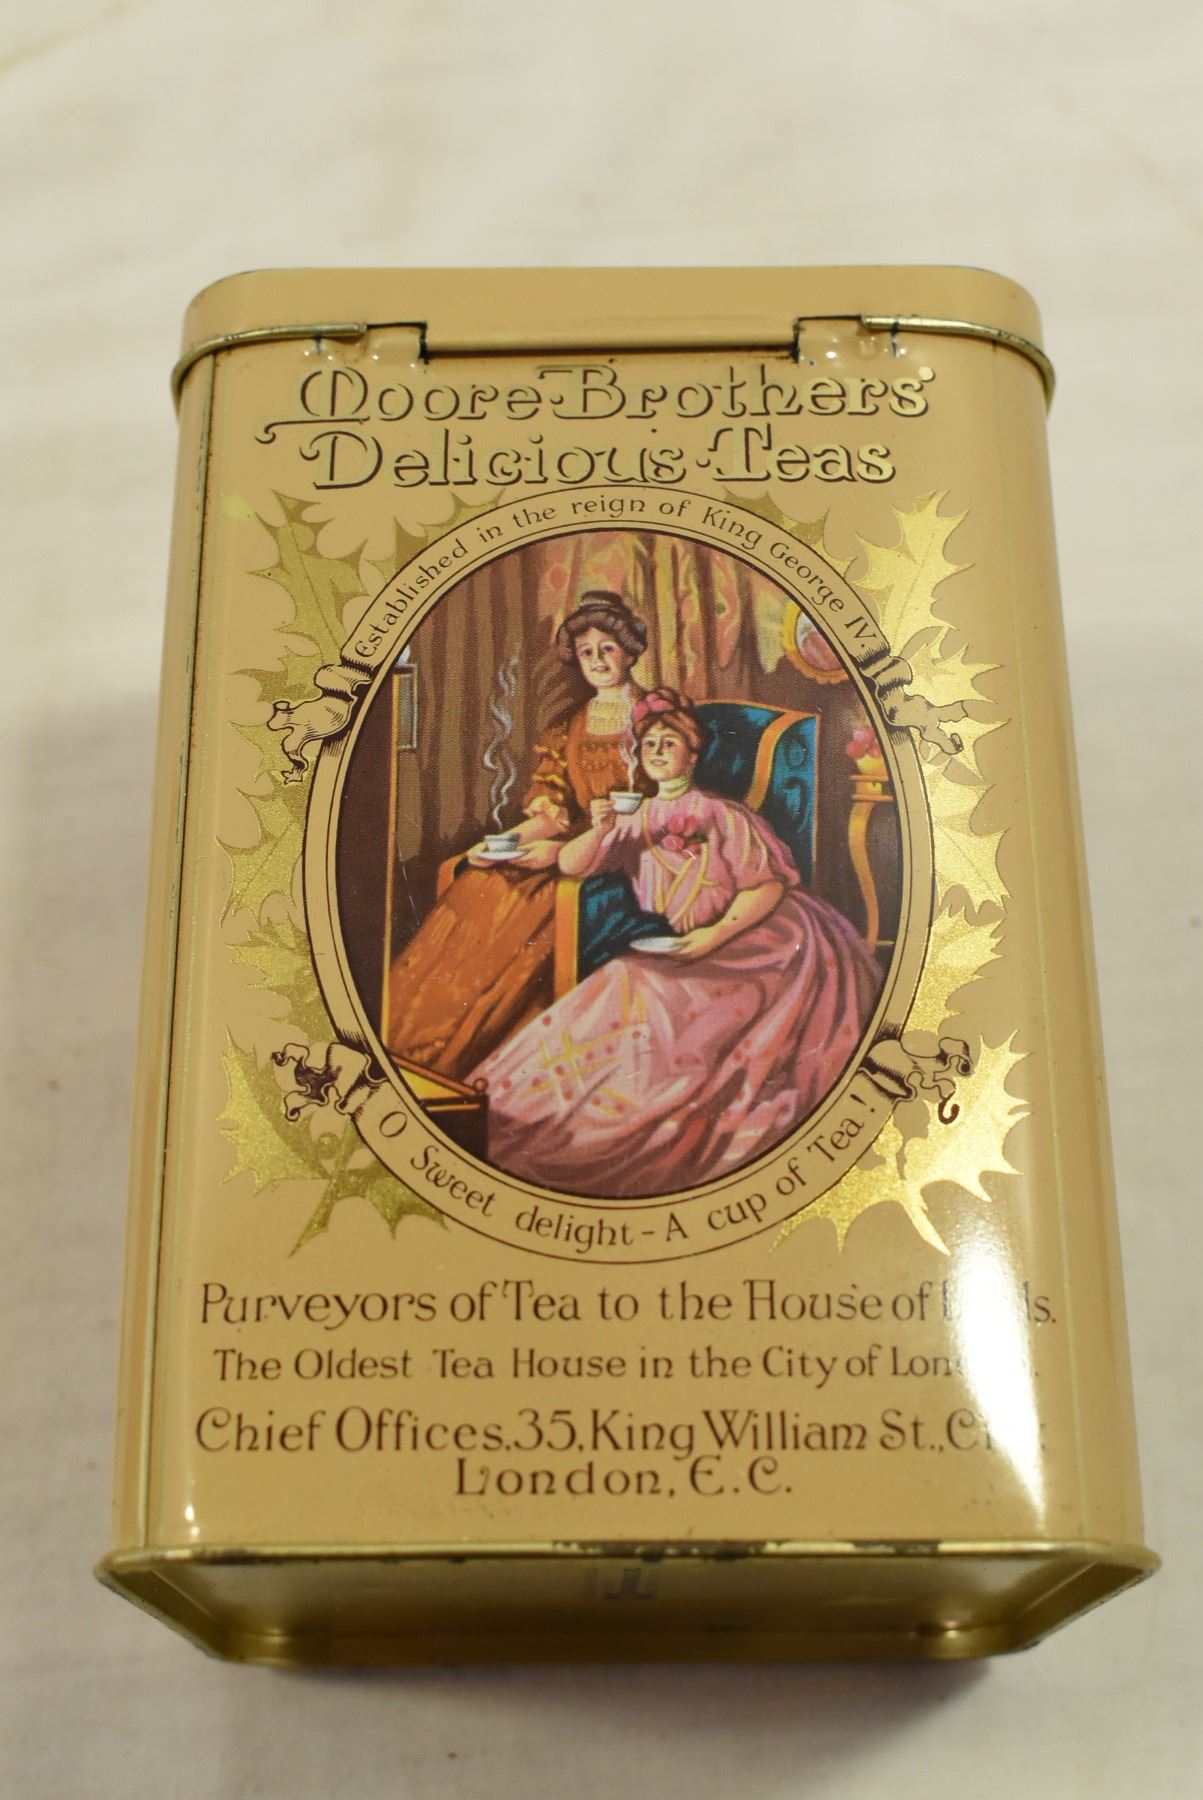 Moore·Brothers'
Delicious·Teas
Established in the reign of King George IV.
O Sweet delight - A cup of Tea!
Purveyors of Tea to the House of
The Oldest Tea House in the City of
Chief Offices,35,King William St.,
London, E.C.